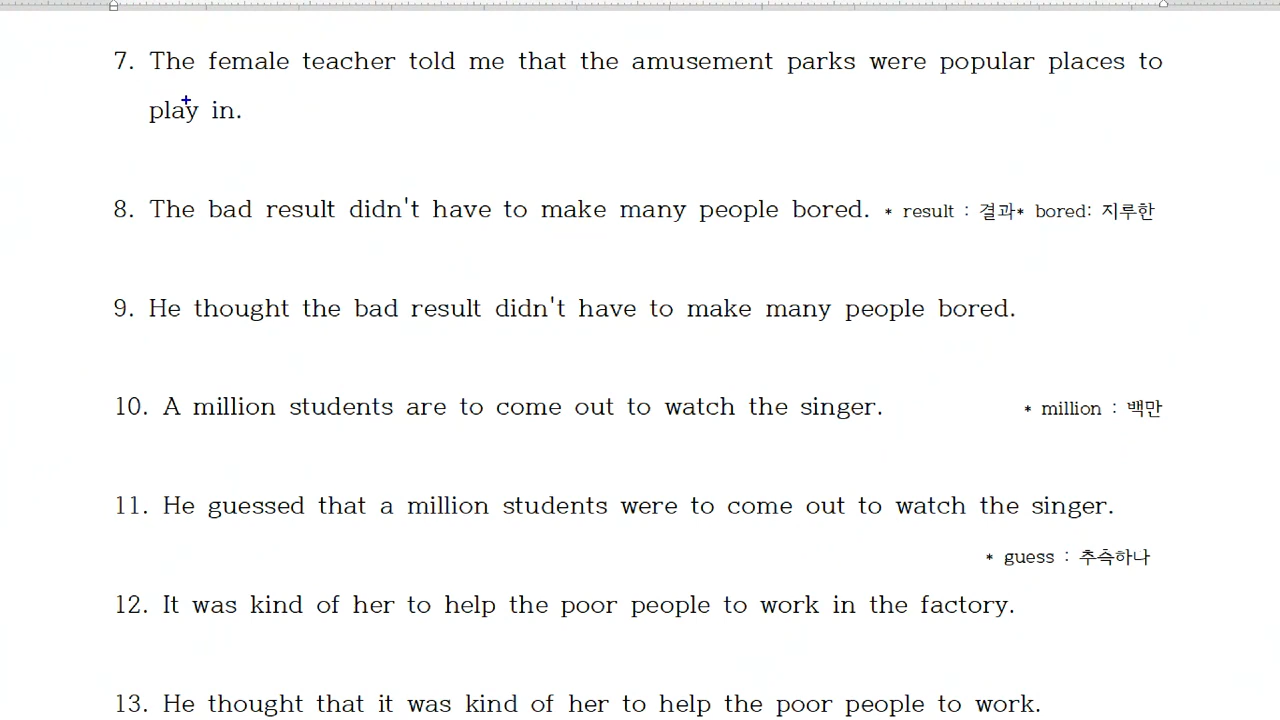 7. The female teacher told me that the amusement parks were popular places to
play in.
8. The bad result didn't have to make many people bored. * result : 결과* bored: 지루한
9. He thought the bad result didn't have to make many people bored.
10. A million students are to come out to watch the singer. * million : 백만
11. He guessed that a million students were to come out to watch the singer.
* guess : 추측하나
12. It was kind of her to help the poor people to work in the factory.
13. He thought that it was kind of her to help the poor people to work.